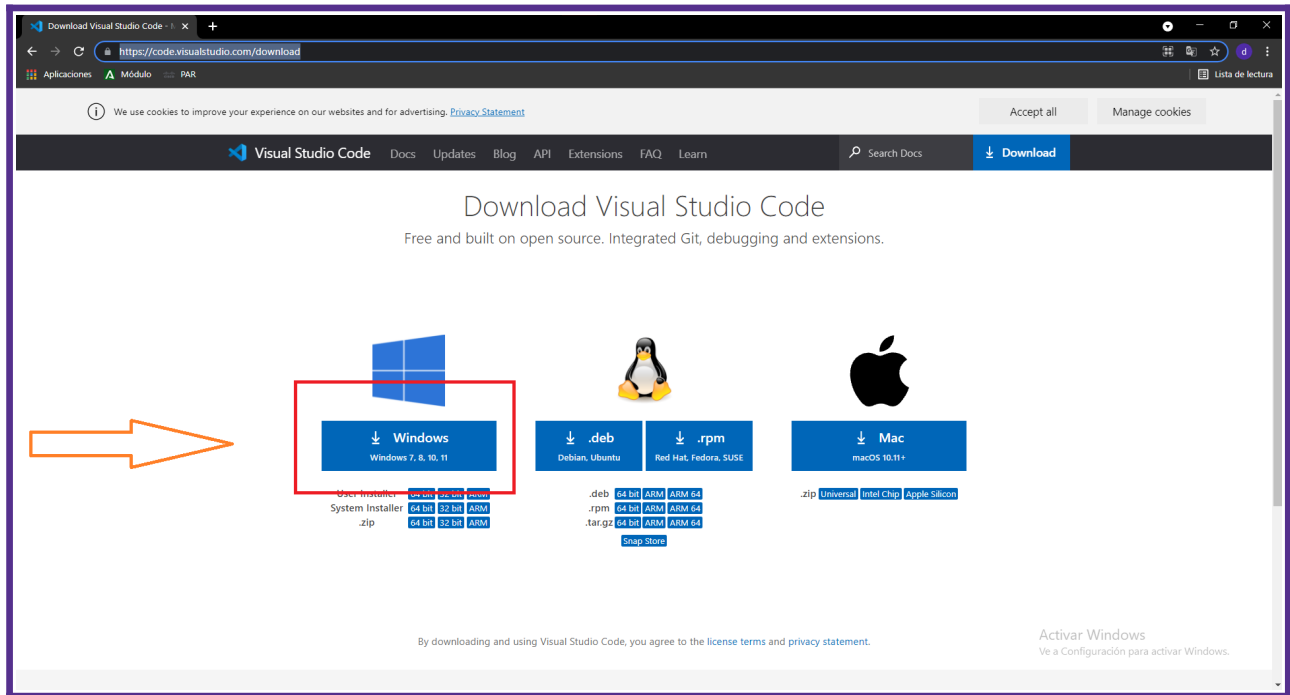 Download Visual Studio Code - M
https://code.visualstudio.com/download
d
Aplicaciones Módulo PAR
Lista de lectura
We use cookies to improve your experience on our websites and for advertising. Privacy Statement
Accept all Manage cookies
Visual Studio Code Docs Updates Blog API Extensions FAQ Learn Search Docs Download
Download Visual Studio Code
Free and built on open source. Integrated Git, debugging and extensions.
Windows
Windows 7, 8, 10, 11
.deb
Debian, Ubuntu
.rpm
Red Hat, Fedora, SUSE
Mac
macOS 10.11+
User Installer 64 bit 32 bit ARM
System Installer 64 bit 32 bit ARM
.zip 64 bit 32 bit ARM
.deb 64 bit ARM ARM 64
.rpm 64 bit ARM ARM 64
.tar.gz 64 bit ARM ARM 64
Snap Store
.zip Universal Intel Chip Apple Silicon
By downloading and using Visual Studio Code, you agree to the license terms and privacy statement.
Activar Windows
Ve a Configuración para activar Windows.